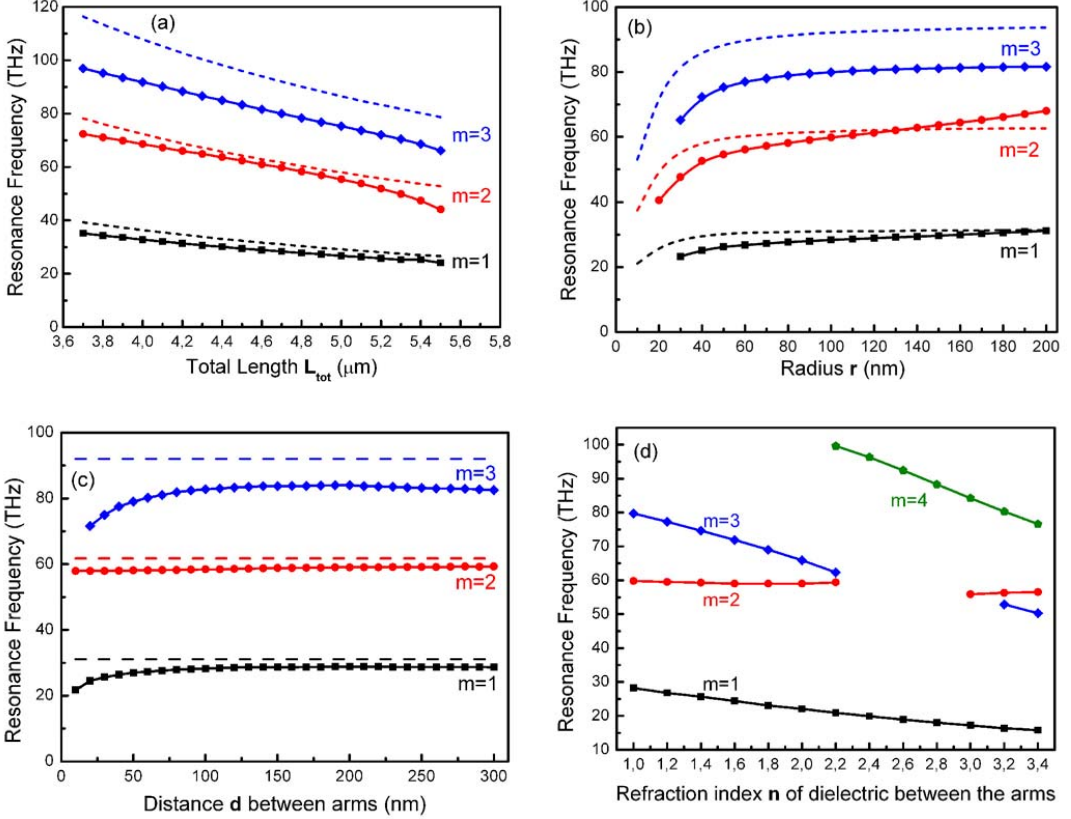 (a)
Resonance Frequency (THz)
120
100
80
60
40
20
0
m=3
m=2
m=1
3,6 3,8 4,0 4,2 4,4 4,6 4,8 5,0 5,2 5,4 5,6 5,8
Total Length Ltot (μm)
(b)
Resonance Frequency (THz)
100
80
60
40
20
0
m=3
m=2
m=1
0 20 40 60 80 100 120 140 160 180 200
Radius r (nm)
(c)
Resonance Frequency (THz)
100
80
60
40
20
0
m=3
m=2
m=1
0 50 100 150 200 250 300
Distance d between arms (nm)
(d)
Resonance Frequency (THz)
100
90
80
70
60
50
40
30
20
10
m=4
m=3
m=2
m=1
1,0 1,2 1,4 1,6 1,8 2,0 2,2 2,4 2,6 2,8 3,0 3,2 3,4
Refraction index n of dielectric between the arms